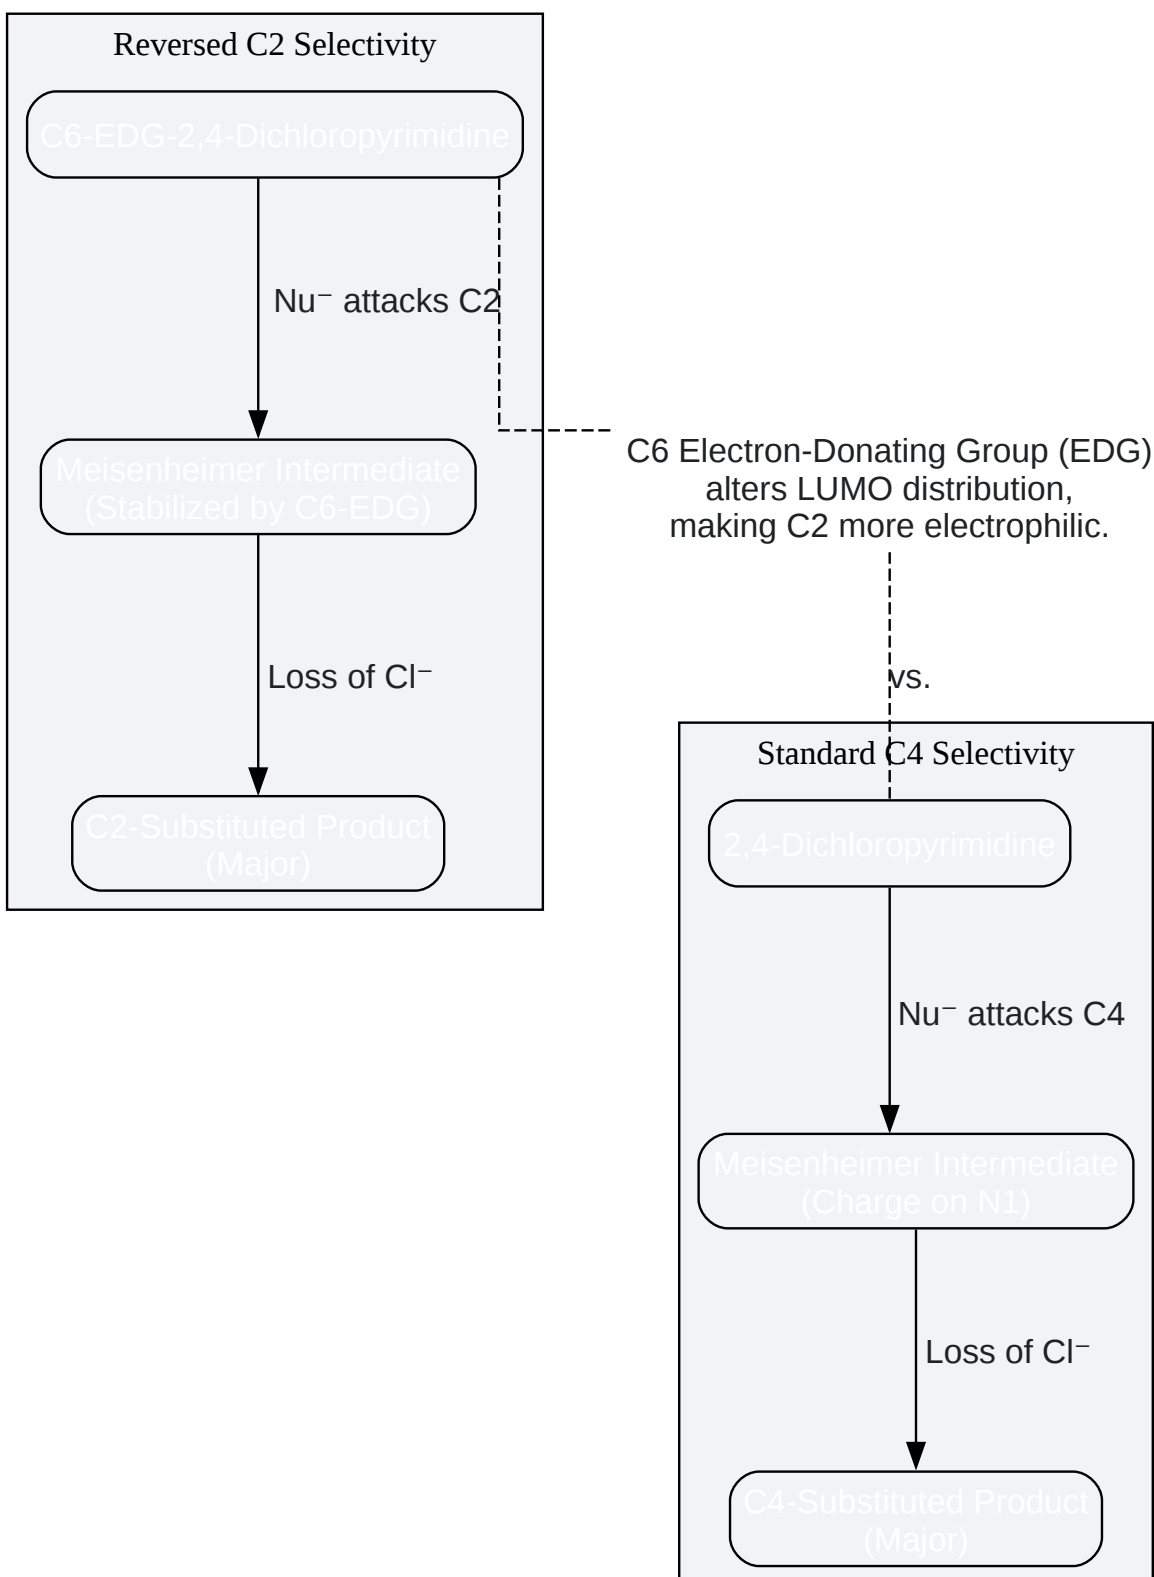 Reversed C2 Selectivity
C6-EDG-2,4-Dichloropyrimidine
Nu⁻ attacks C2
Meisenheimer Intermediate
(Stabilized by C6-EDG)
Loss of Cl⁻
C2-Substituted Product
(Major)
C6 Electron-Donating Group (EDG)
alters LUMO distribution,
making C2 more electrophilic.
vs.
Standard C4 Selectivity
2,4-Dichloropyrimidine
Nu⁻ attacks C4
Meisenheimer Intermediate
(Charge on N1)
Loss of Cl⁻
C4-Substituted Product
(Major)